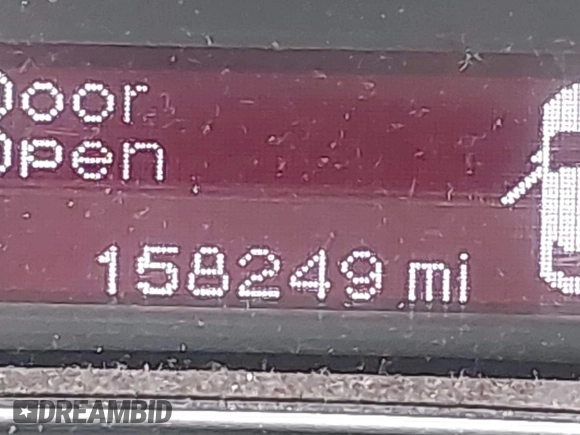 Door
Open
158249 mi
DREAMBID